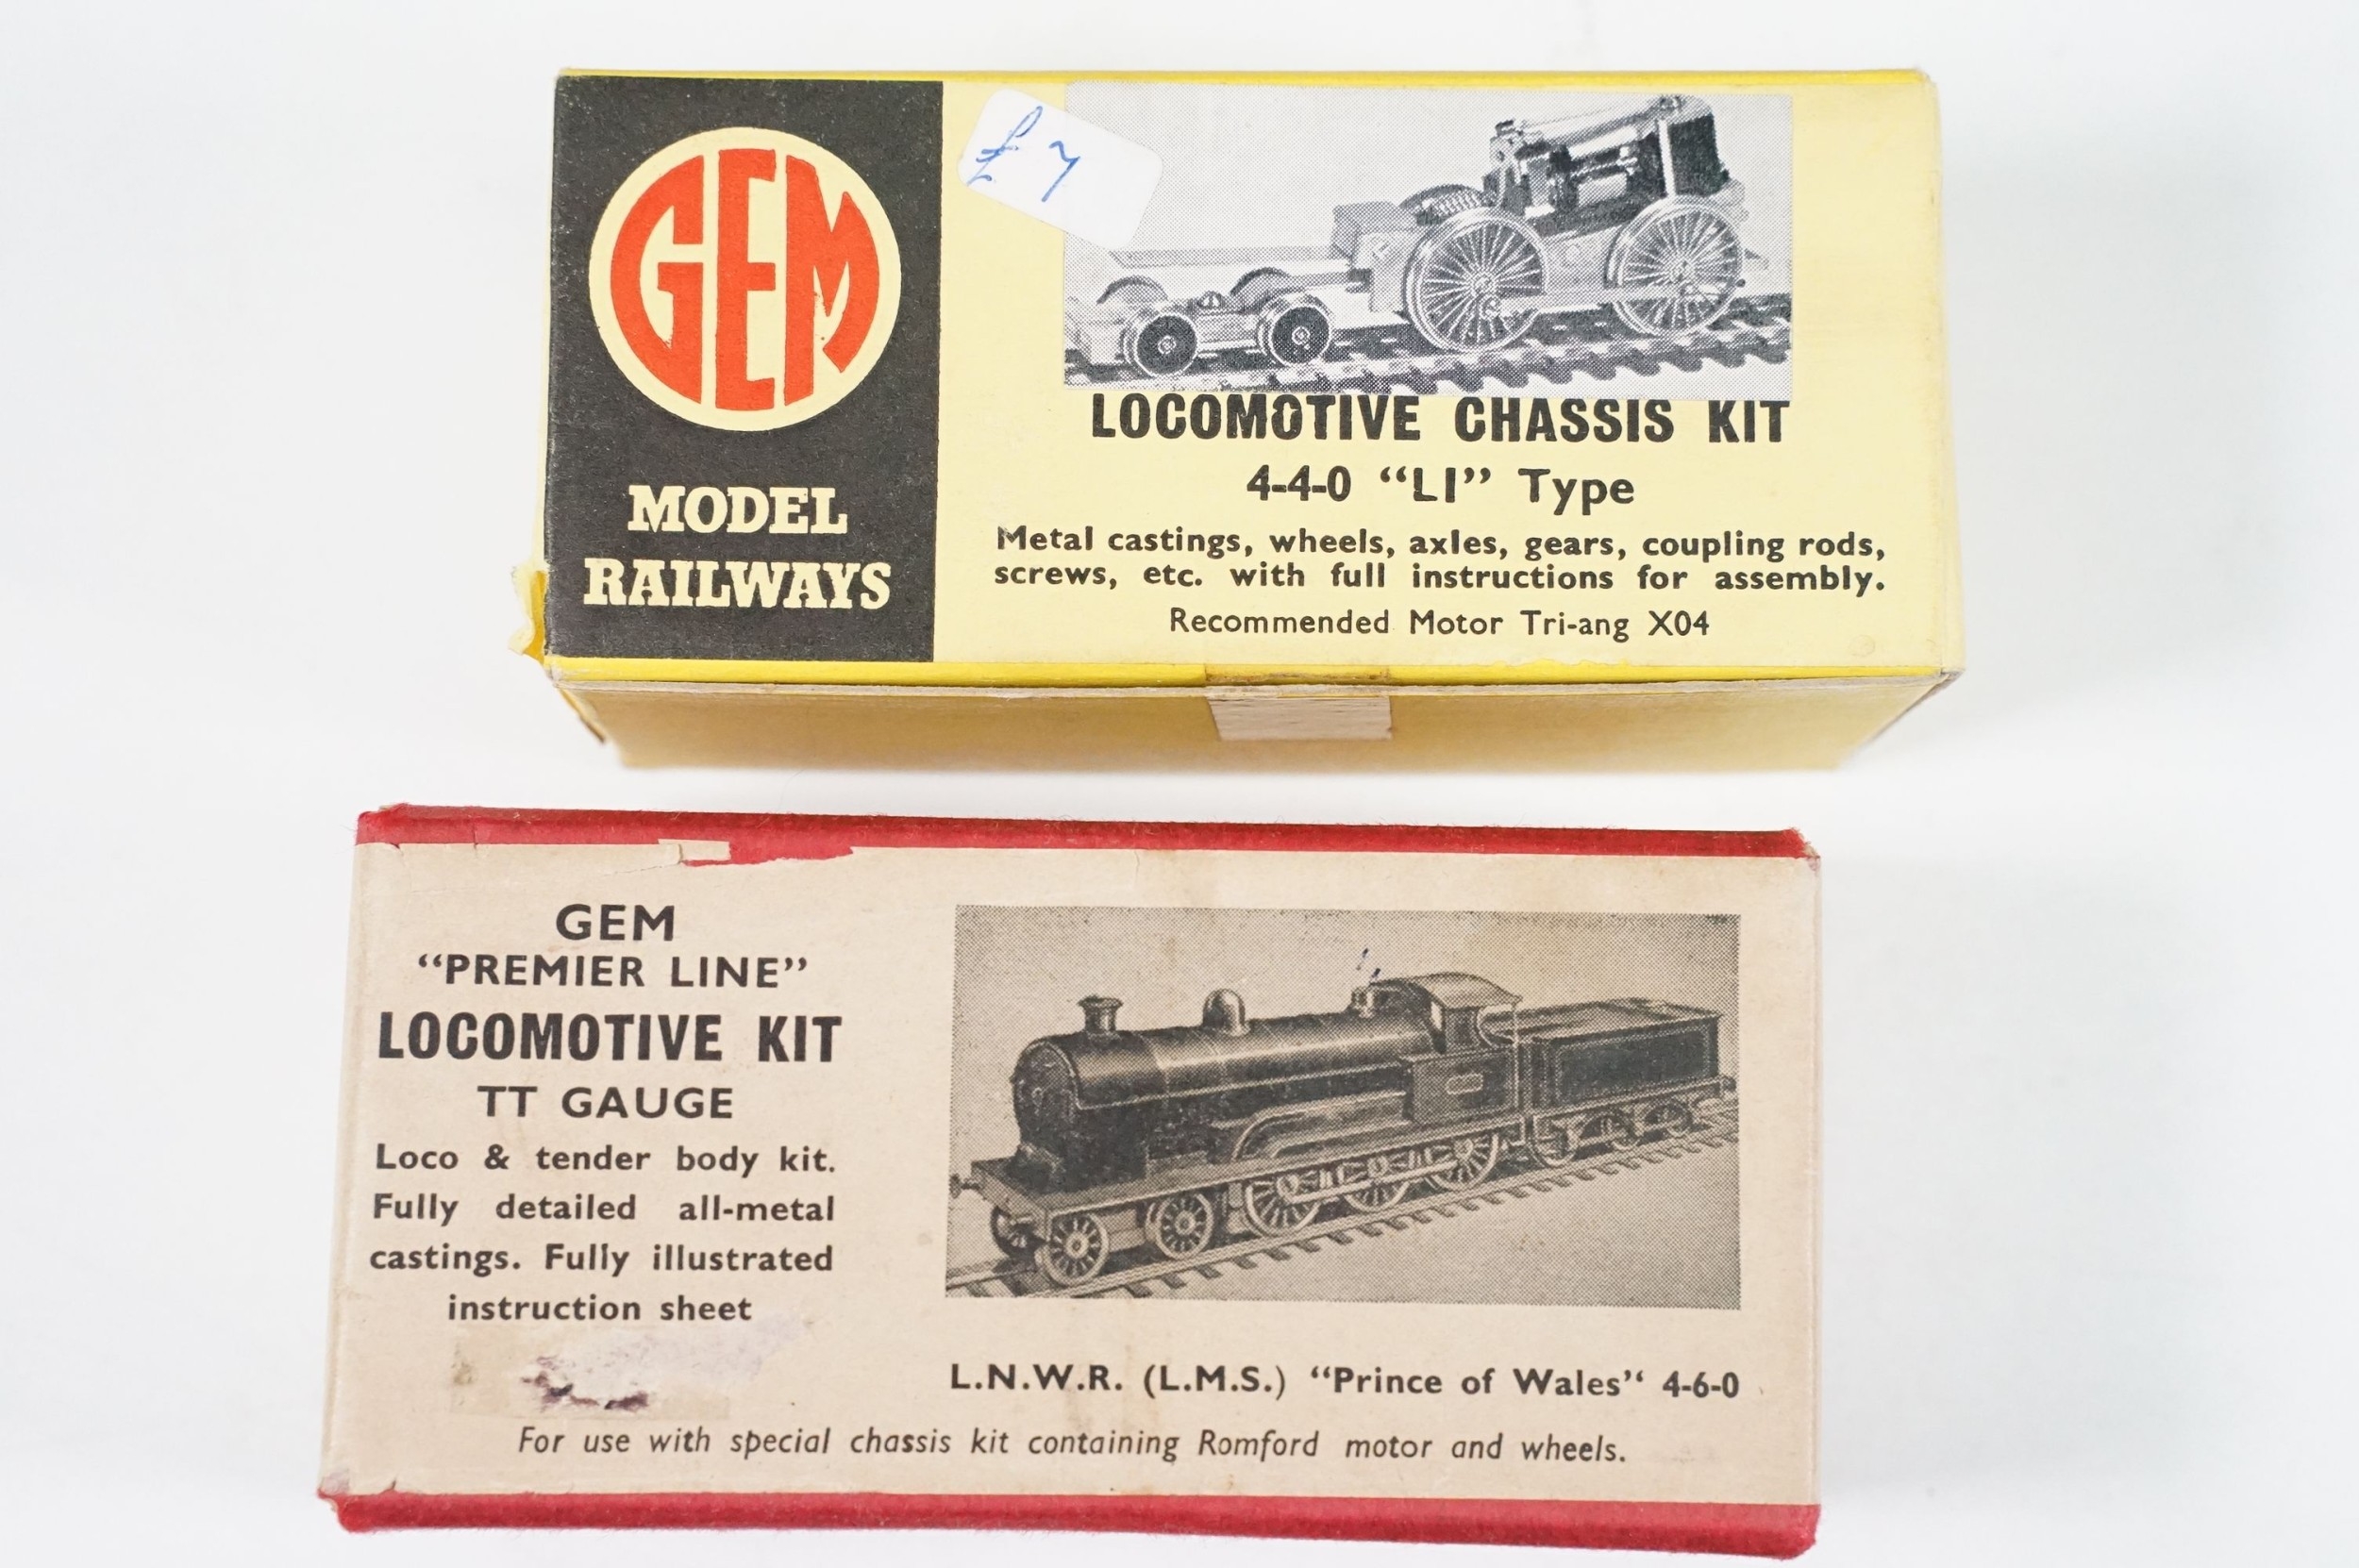 GEM
MODEL
RAILWAYS
£7
LOCOMOTIVE CHASSIS KIT
4-4-0 “L1” Type
Metal castings, wheels, axles, gears, coupling rods,
screws, etc. with full instructions for assembly.
Recommended Motor Tri-ang X04
GEM
“PREMIER LINE”
LOCOMOTIVE KIT
TT GAUGE
Loco & tender body kit.
Fully detailed all-metal
castings. Fully illustrated
instruction sheet
L.N.W.R. (L.M.S.) “Prince of Wales“ 4-6-0
For use with special chassis kit containing Romford motor and wheels.